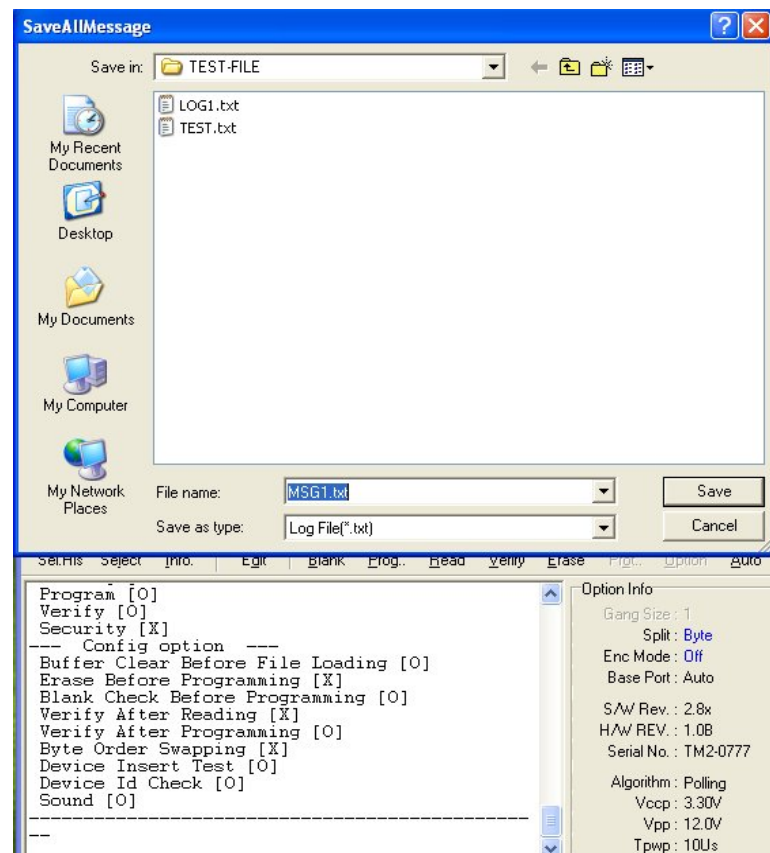 SaveAllMessage
Save in: TEST-FILE
LOG1.txt
TEST.txt
My Recent
Documents
Desktop
My Documents
My Computer
My Network
Places
File name: MSG1.txt Save
Save as type: Log File(*.txt) Cancel
Sel.His Select Info. Edit Blank Prog.. Read Verify Erase Prot.. Option Auto
Program [O]
Verify [O]
Security [X]
--- Config option ---
Buffer Clear Before File Loading [O]
Erase Before Programming [X]
Blank Check Before Programming [O]
Verify After Reading [X]
Verify After Programming [O]
Byte Order Swapping [X]
Device Insert Test [O]
Device Id Check [O]
Sound [O]
Option Info
Gang Size : 1
Split : Byte
Enc Mode : Off
Base Port : Auto
S/W Rev. : 2.8x
H/W REV. : 1.0B
Serial No. : TM2-0777
Algorithm : Polling
Vccp : 3.30V
Vpp : 12.0V
Tpwp : 10Us